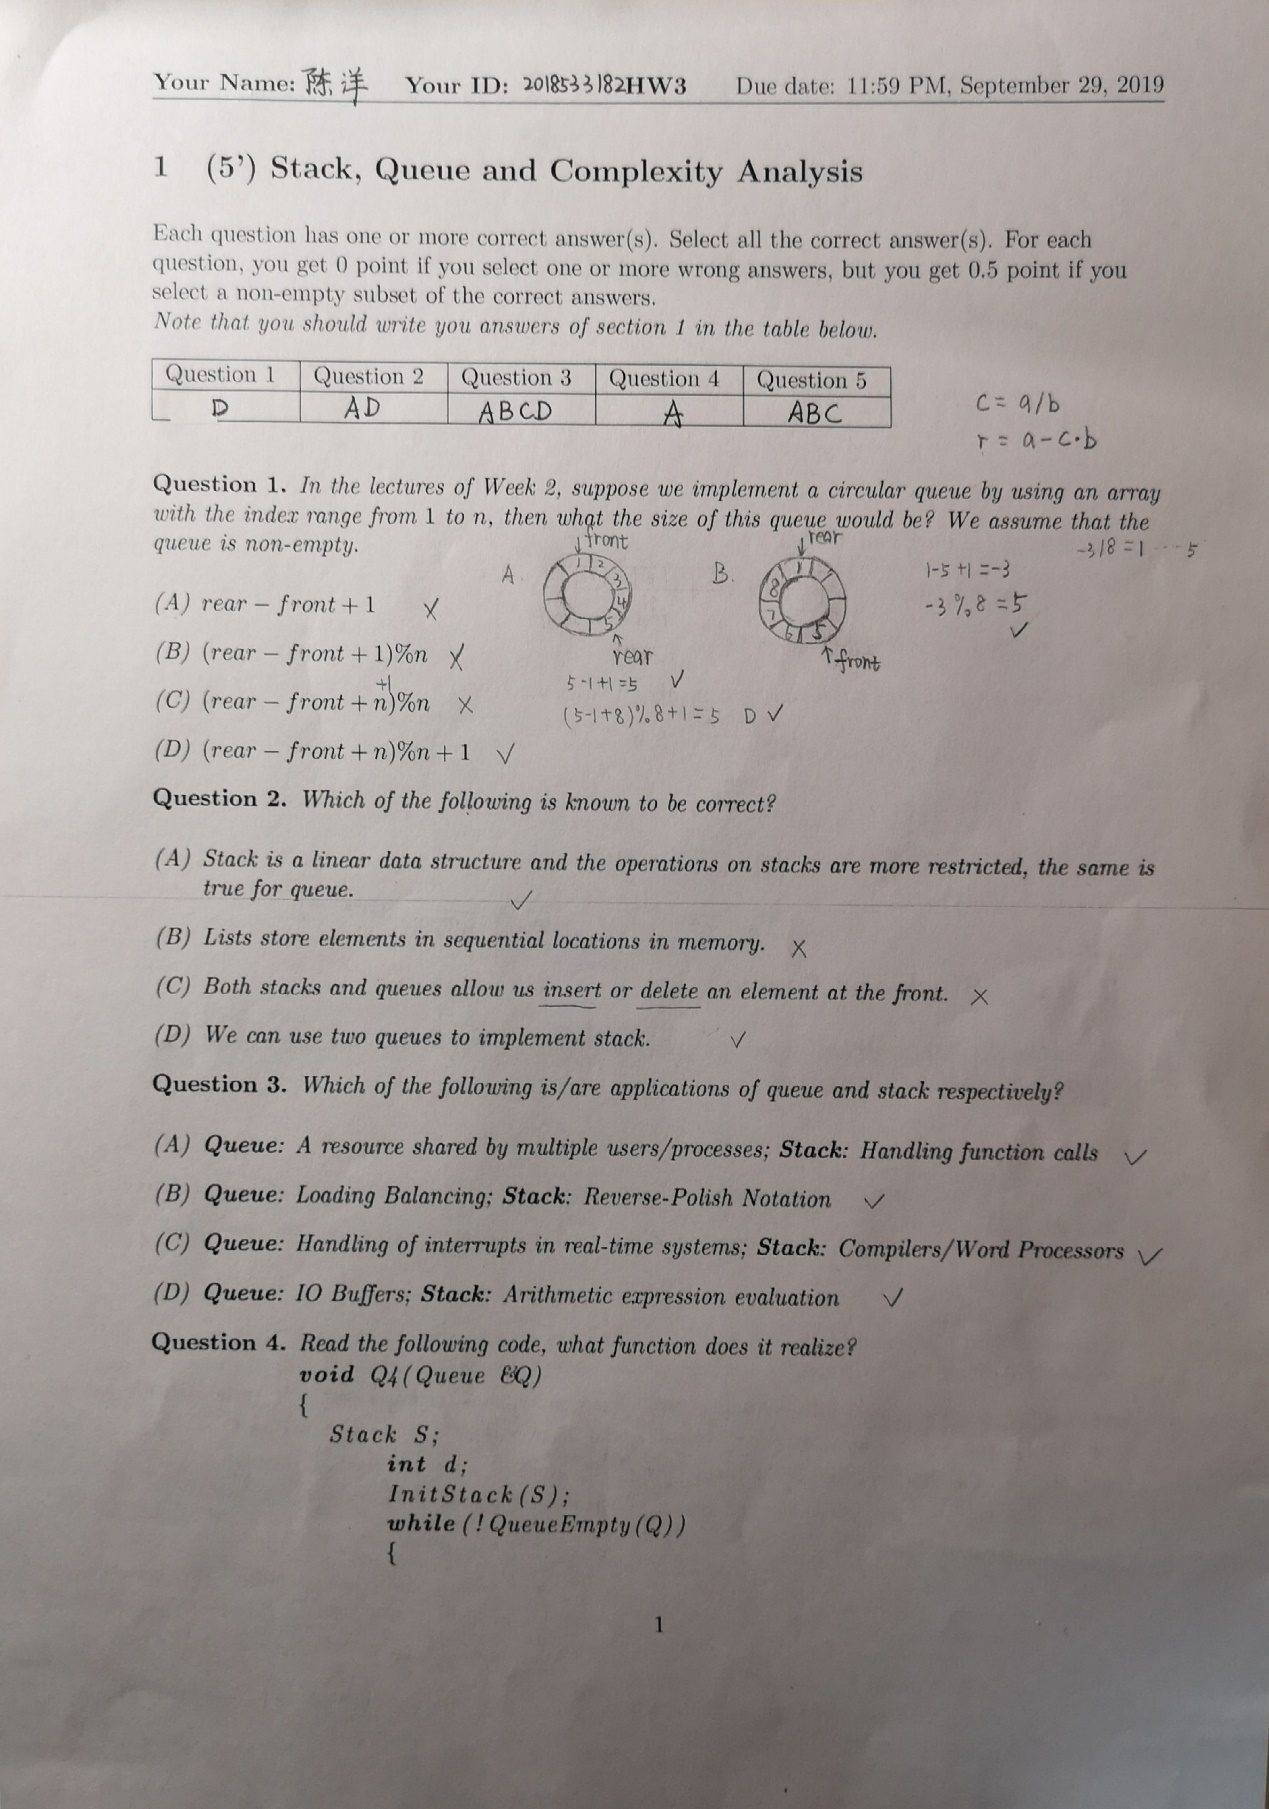 Your Name: 陈洋 Your ID: 2018533182HW3 Due date: 11:59 PM, September 29, 2019
1 (5') Stack, Queue and Complexity Analysis
Each question has one or more correct answer(s). Select all the correct answer(s). For each
question, you get 0 point if you select one or more wrong answers, but you get 0.5 point if you
select a non-empty subset of the correct answers.
Note that you should write you answers of section 1 in the table below.
Question 1 Question 2 Question 3 Question 4 Question 5
D AD ABCD A ABC
c = a/b
r = a-c·b
Question 1. In the lectures of Week 2, suppose we implement a circular queue by using an array
with the index range from 1 to n, then what the size of this queue would be? We assume that the
queue is non-empty.
↓front
↓rear
-3/8=1 ··· 5
A.
1 2 3 4 5
B.
8 1 7 6 5
1-5+1=-3
-3%8=5
✓
↑rear
↑front
5-1+1=5 ✓
(5-1+8)%8+1=5 D ✓
(A) rear − front + 1 ×
(B) (rear − front + 1)%n ×
+1
(C) (rear − front + n)%n ×
(D) (rear − front + n)%n + 1 ✓
Question 2. Which of the following is known to be correct?
(A) Stack is a linear data structure and the operations on stacks are more restricted, the same is
true for queue. ✓
(B) Lists store elements in sequential locations in memory. ×
(C) Both stacks and queues allow us insert or delete an element at the front. ×
(D) We can use two queues to implement stack. ✓
Question 3. Which of the following is/are applications of queue and stack respectively?
(A) Queue: A resource shared by multiple users/processes; Stack: Handling function calls ✓
(B) Queue: Loading Balancing; Stack: Reverse-Polish Notation ✓
(C) Queue: Handling of interrupts in real-time systems; Stack: Compilers/Word Processors ✓
(D) Queue: IO Buffers; Stack: Arithmetic expression evaluation ✓
Question 4. Read the following code, what function does it realize?
void Q4(Queue &Q)
{
Stack S;
int d;
InitStack(S);
while(!QueueEmpty(Q))
{
1